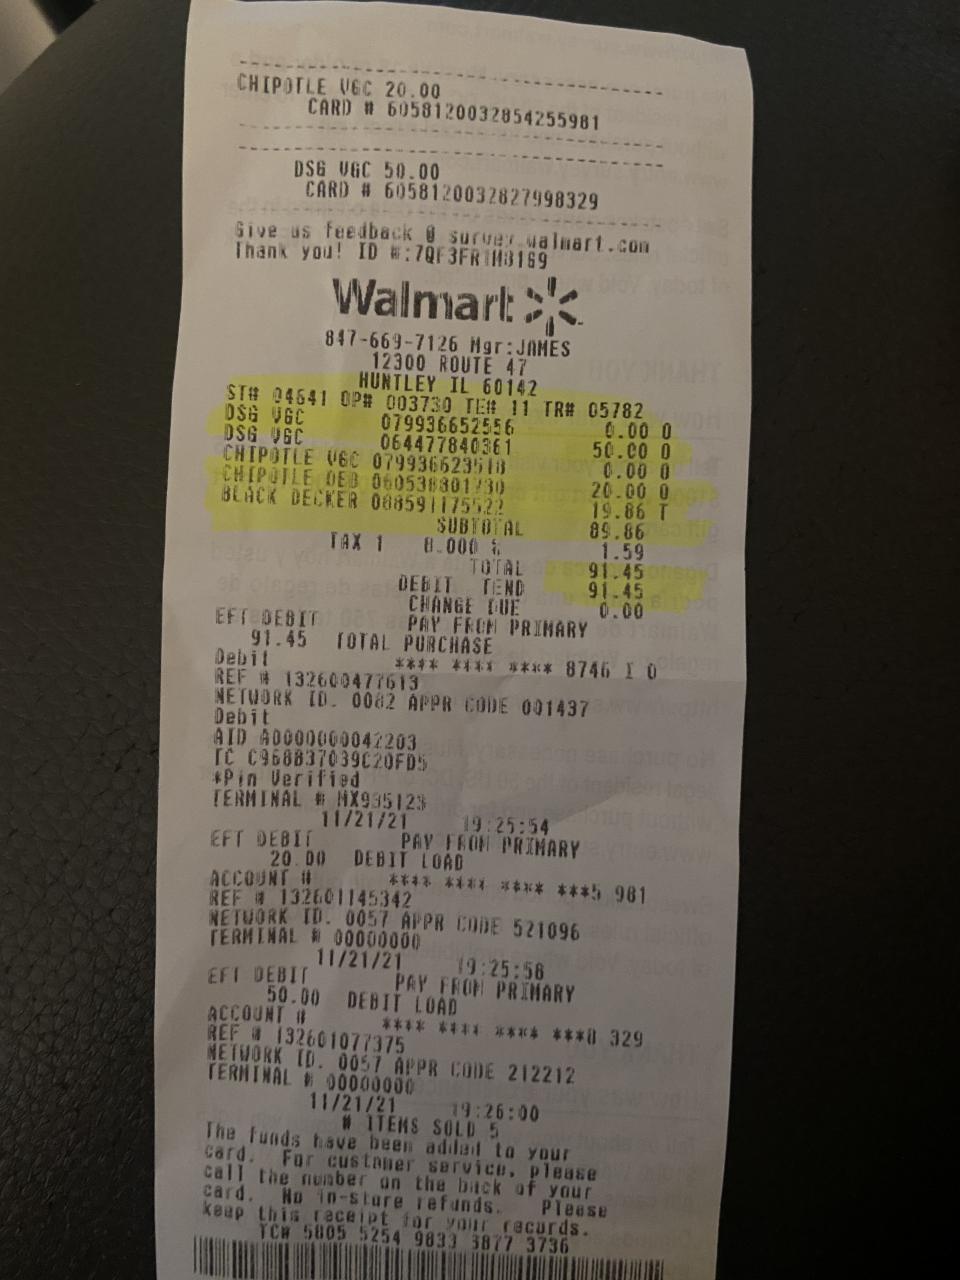 CHIPOTLE VGC 20.00
CARD # 6058120032854255981
DSG VGC 50.00
CARD # 6058120032827998329
Give us feedback @ survey.walmart.com
Thank you! ID #:7QF3FR1M8169
Walmart
847-669-7126 Mgr:JAMES
12300 ROUTE 47
HUNTLEY IL 60142
ST# 04641 OP# 003730 TE# 11 TR# 05782
DSG VGC 079936652556 0.00 O
DSG VGC 064477840361 50.00 O
CHIPOTLE VGC 079936623518 0.00 O
CHIPOTLE DEB 060538801730 20.00 O
BLACK DECKER 088591175522 19.86 T
SUBTOTAL 89.86
TAX 1 8.000 % 1.59
TOTAL 91.45
DEBIT TEND 91.45
CHANGE DUE 0.00
EFT DEBIT PAY FROM PRIMARY
91.45 TOTAL PURCHASE
Debit **** **** **** 8746 I 0
REF # 132600477613
NETWORK ID. 0082 APPR CODE 001437
Debit
AID A0000000042203
TC C968B37039C20FD5
*Pin Verified
TERMINAL # MX935123
11/21/21 19:25:54
EFT DEBIT PAY FROM PRIMARY
20.00 DEBIT LOAD
ACCOUNT # **** **** **** ***5 981
REF # 132601145342
NETWORK ID. 0057 APPR CODE 521096
TERMINAL # 00000000
11/21/21 19:25:58
EFT DEBIT PAY FROM PRIMARY
50.00 DEBIT LOAD
ACCOUNT # **** **** **** ***8 329
REF # 132601077375
NETWORK ID. 0057 APPR CODE 212212
TERMINAL # 00000000
11/21/21 19:26:00
# ITEMS SOLD 5
The funds have been added to your
card. For customer service, please
call the number on the back of your
card. No in-store refunds. Please
keep this receipt for your records.
TC# 5805 5254 9833 3877 3736